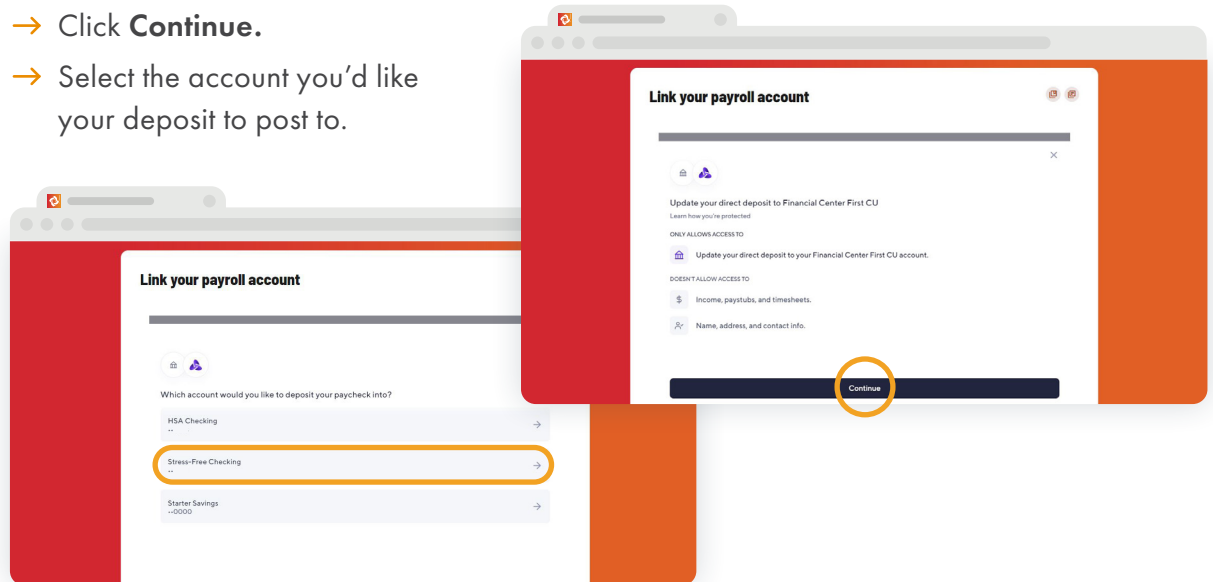 → Click Continue.
→ Select the account you’d like
your deposit to post to.
Link your payroll account
Update your direct deposit to Financial Center First CU
Learn how you're protected
ONLY ALLOWS ACCESS TO
Update your direct deposit to your Financial Center First CU account.
DOESN'T ALLOW ACCESS TO
Income, paystubs, and timesheets.
Name, address, and contact info.
Continue
Link your payroll account
Which account would you like to deposit your paycheck into?
HSA Checking
--
Stress-Free Checking
--
Starter Savings
--0000